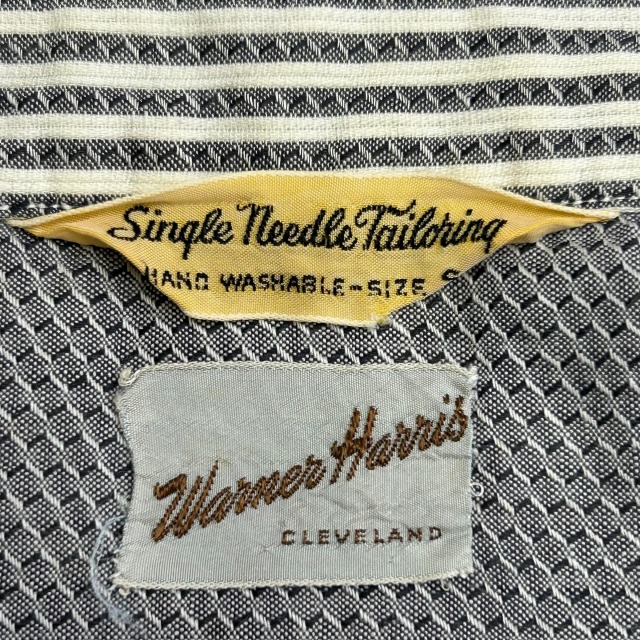 Single Needle Tailoring
HAND WASHABLE-SIZE S
Warner Harris
CLEVELAND